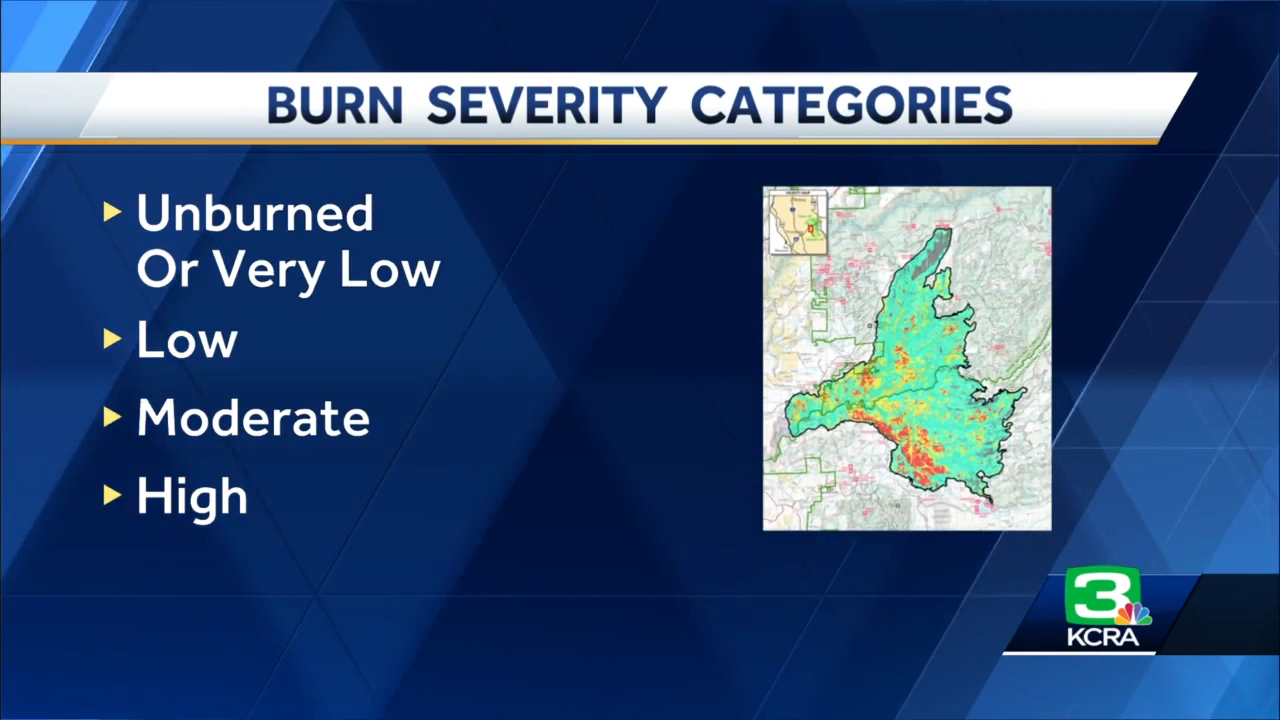 BURN SEVERITY CATEGORIES
Unburned
Or Very Low
Low
Moderate
High
3
KCRA